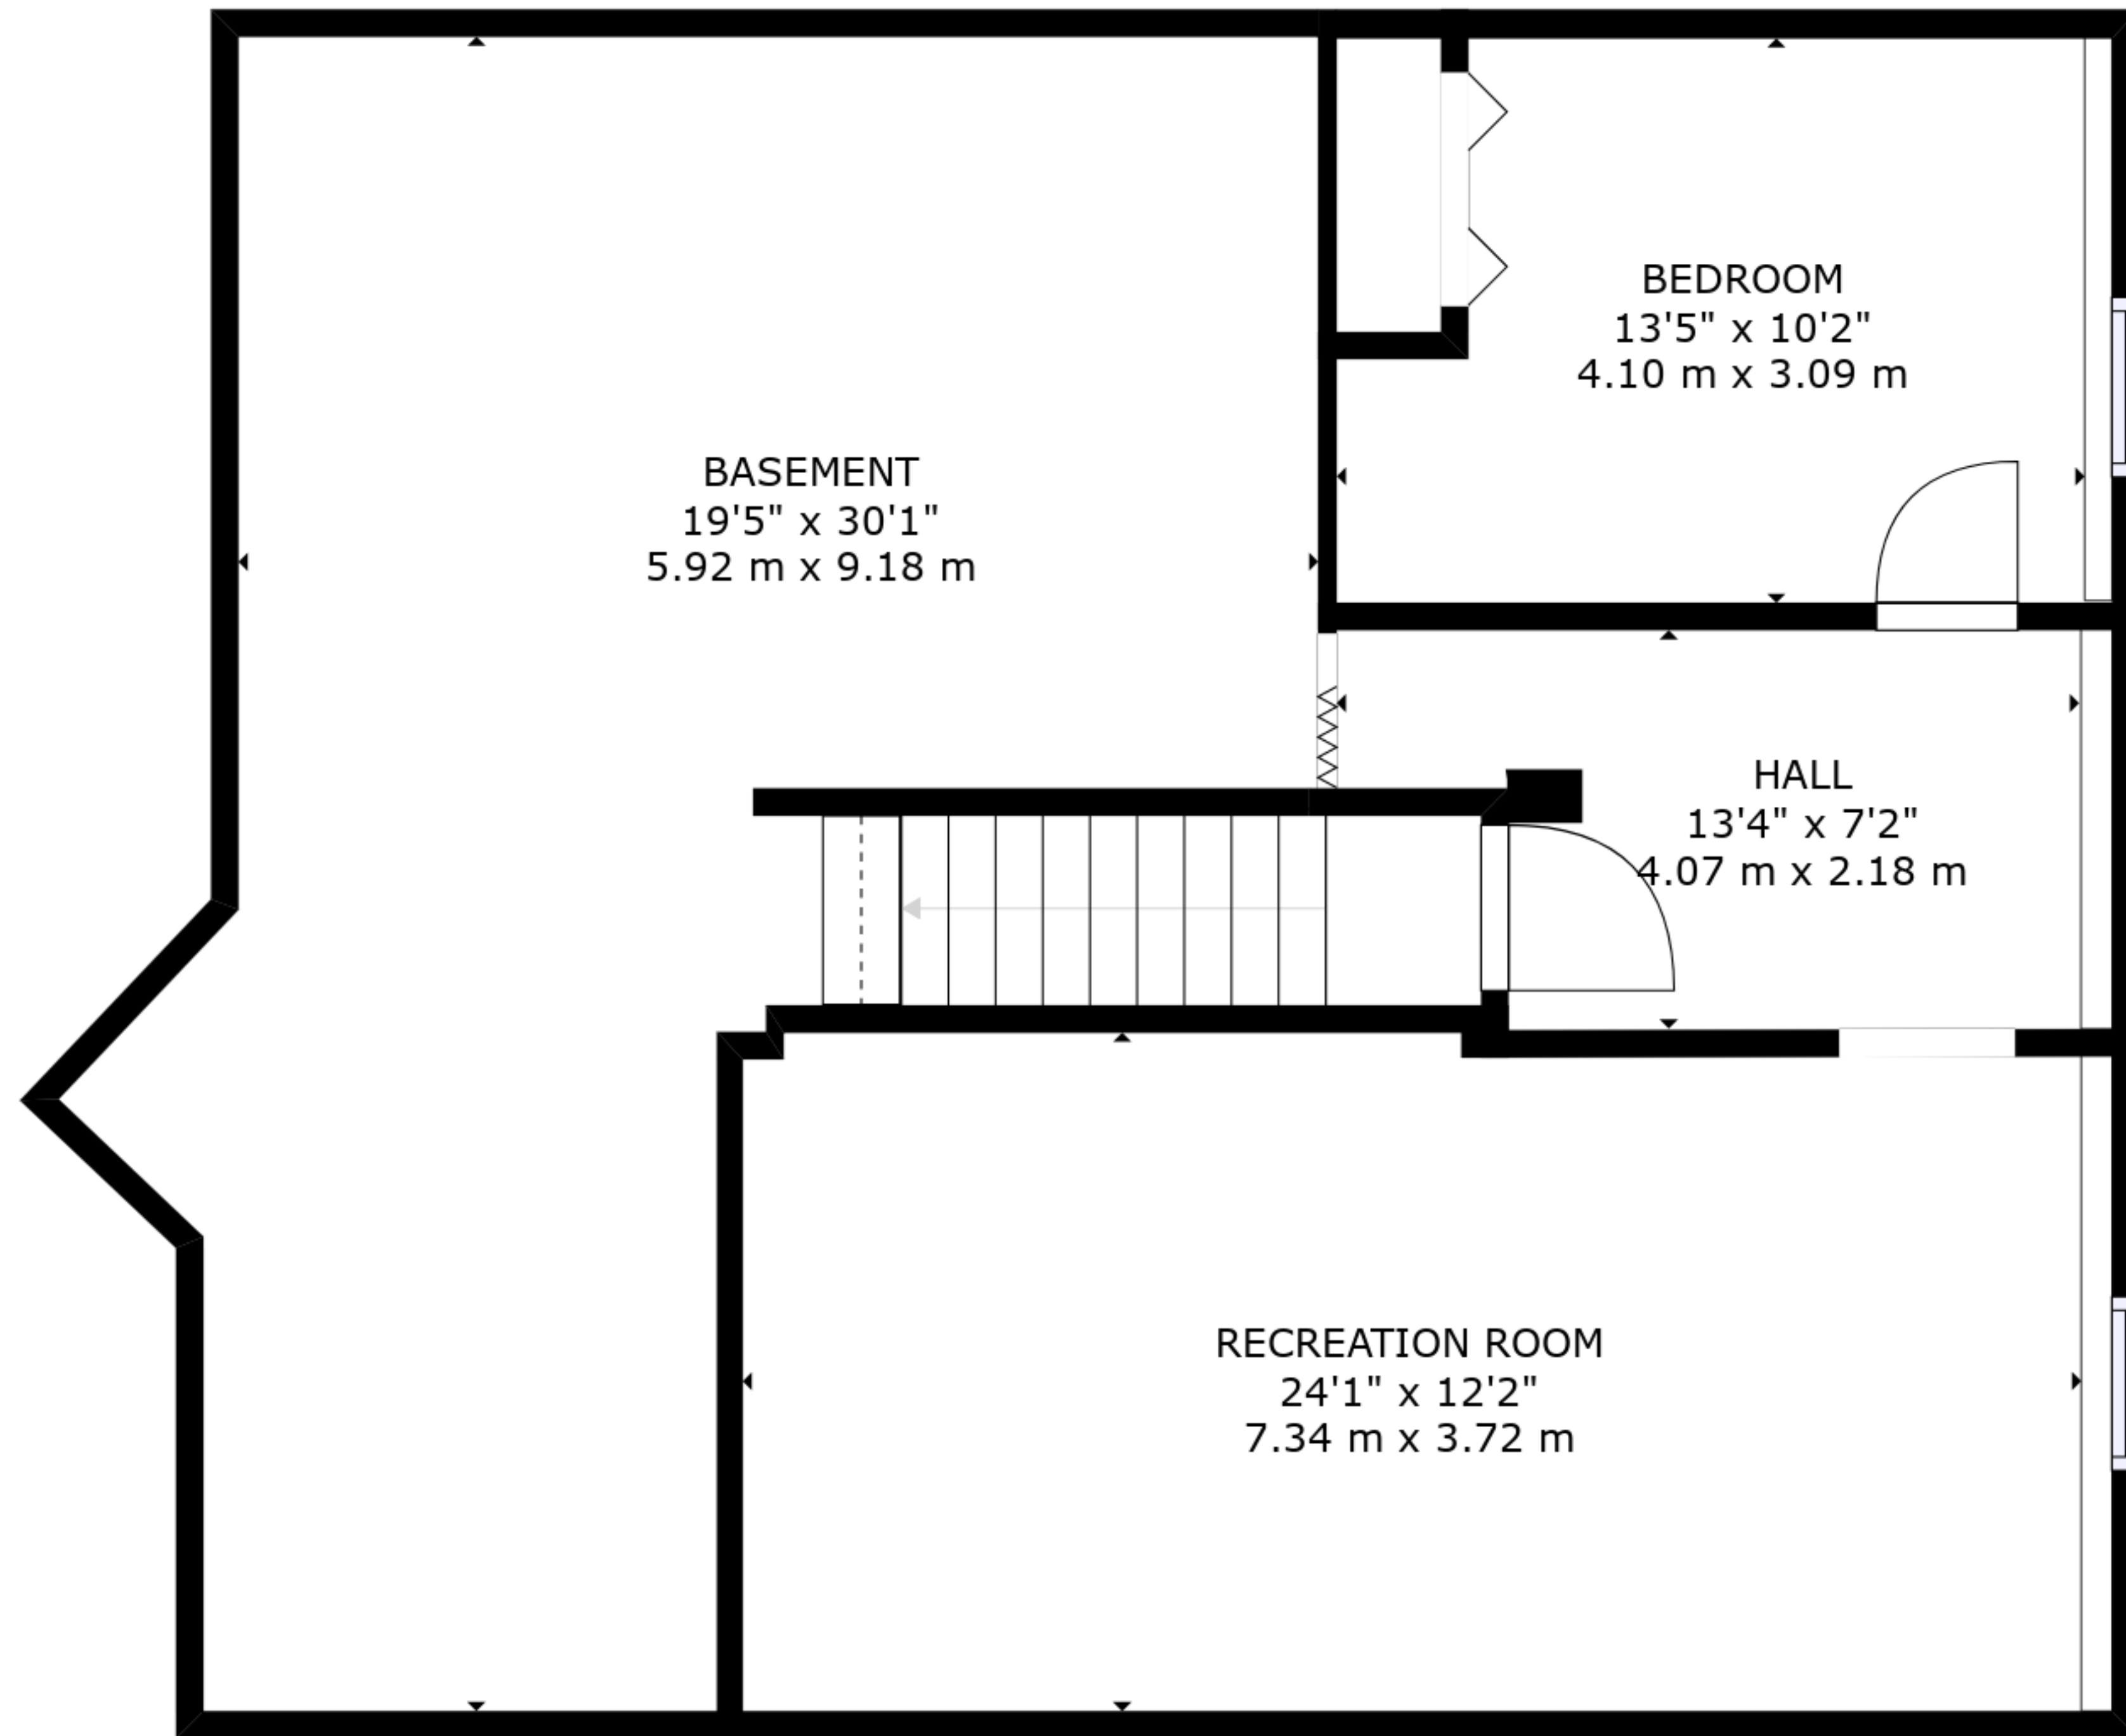 BEDROOM
13'5" x 10'2"
4.10 m x 3.09 m
BASEMENT
19'5" x 30'1"
5.92 m x 9.18 m
HALL
13'4" x 7'2"
4.07 m x 2.18 m
RECREATION ROOM
24'1" x 12'2"
7.34 m x 3.72 m